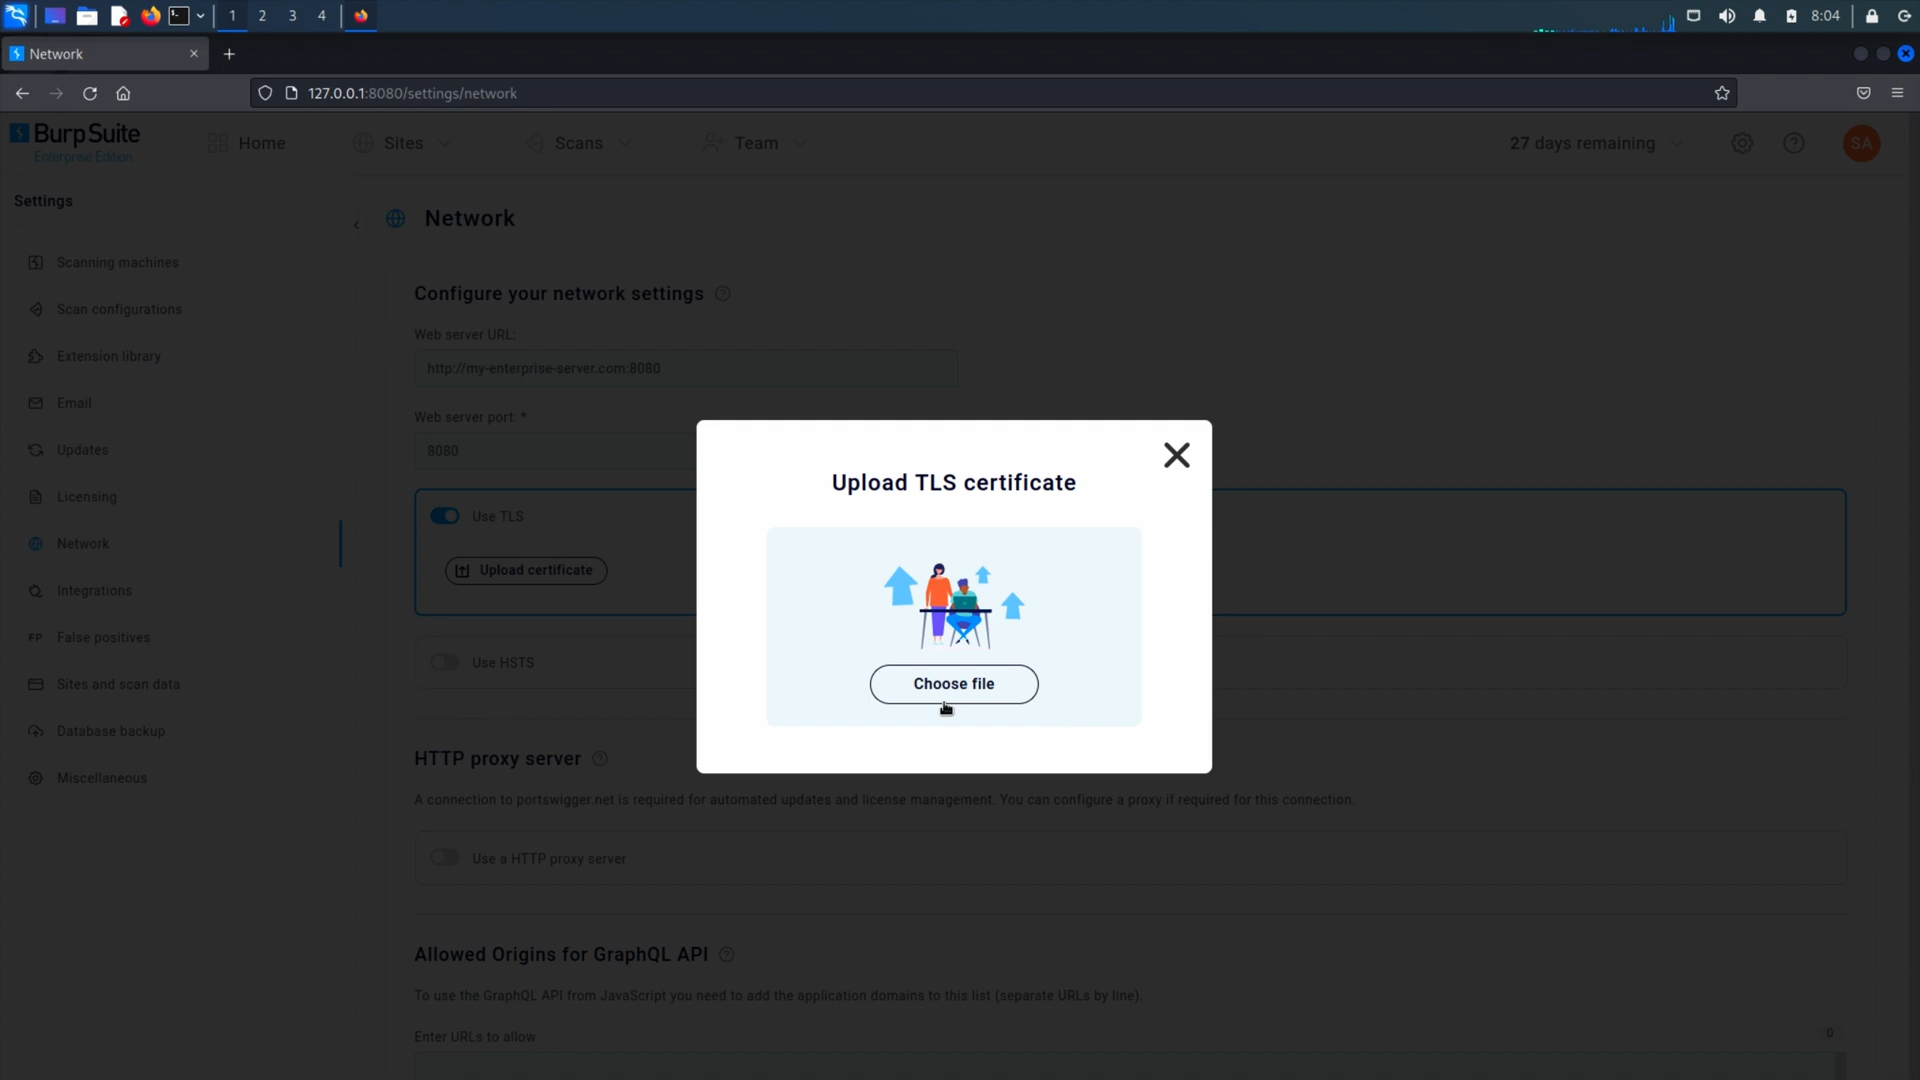 1
2
3
4
8:04
Network
127.0.0.1:8080/settings/network
BurpSuite
Enterprise Edition
Home
Sites
Scans
Team
27 days remaining
SA
Settings
Scanning machines
Scan configurations
Extension library
Email
Updates
Licensing
Network
Integrations
FP False positives
Sites and scan data
Database backup
Miscellaneous
Network
Configure your network settings
Web server URL:
http://my-enterprise-server.com:8080
Web server port: *
8080
Use TLS
Upload certificate
Use HSTS
HTTP proxy server
A connection to portswigger.net is required for automated updates and license management. You can configure a proxy if required for this connection.
Use a HTTP proxy server
Allowed Origins for GraphQL API
To use the GraphQL API from JavaScript you need to add the application domains to this list (separate URLs by line).
Enter URLs to allow
0
Upload TLS certificate
Choose file